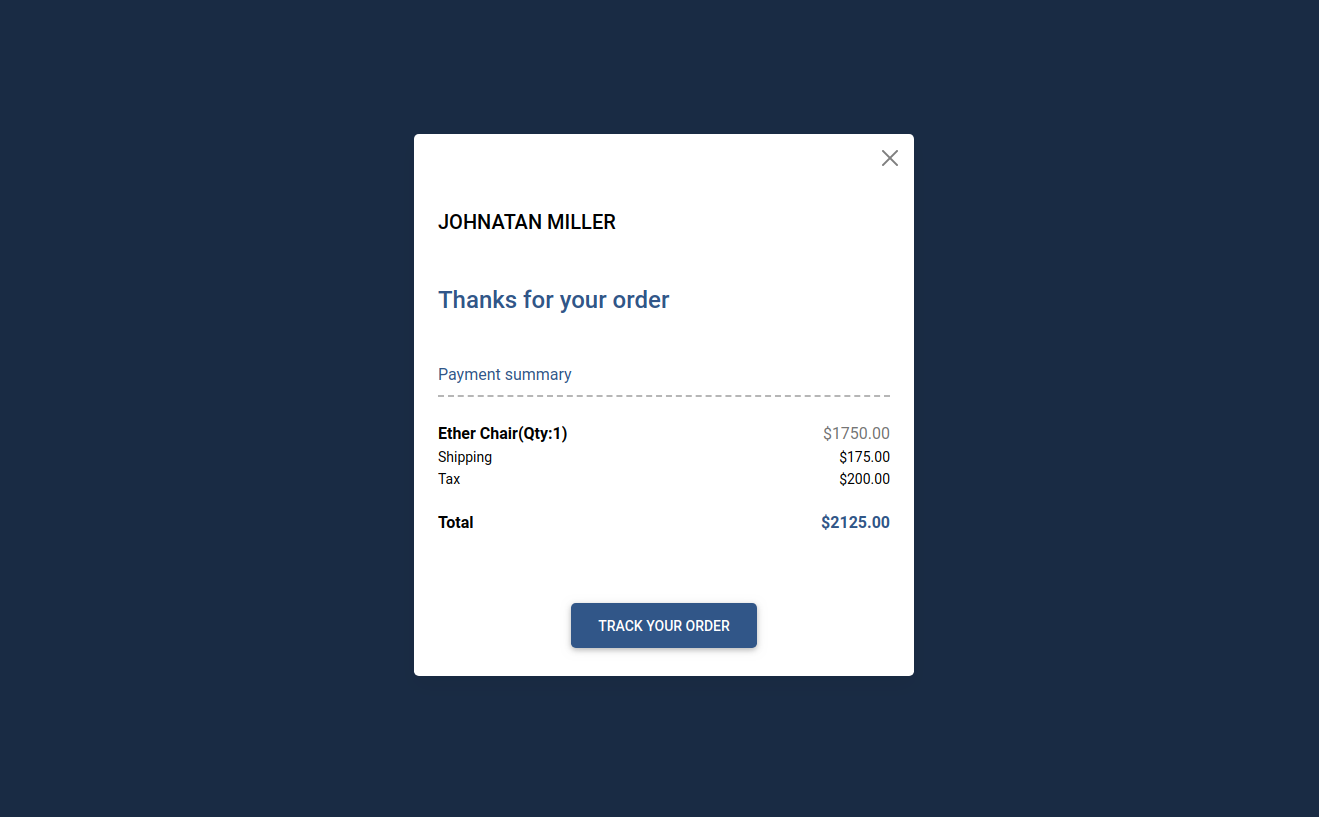 JOHNATAN MILLER
Thanks for your order
Payment summary
Ether Chair(Qty:1) $1750.00
Shipping $175.00
Tax $200.00
Total $2125.00
TRACK YOUR ORDER